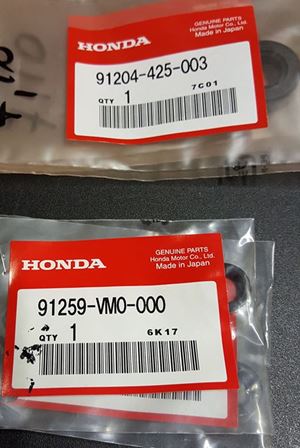 HONDA
GENUINE PARTS
Honda Motor Co., Ltd.
Made in Japan
91204-425-003
QTY 1
7C01
HONDA
GENUINE PARTS
Honda Motor Co., Ltd.
Made in Japan
91259-VM0-000
QTY 1
6K17